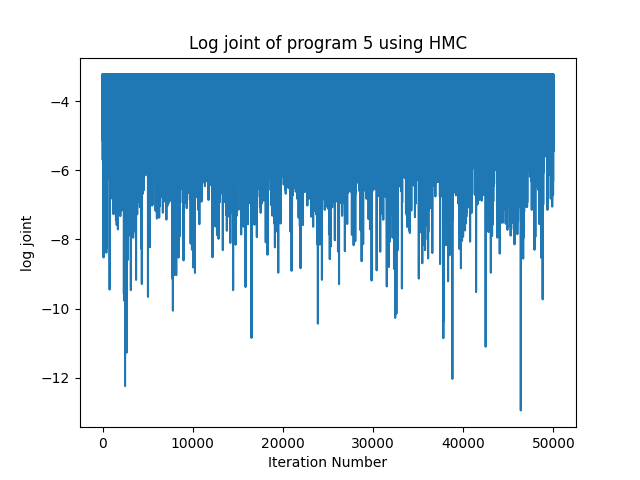 Log joint of program 5 using HMC
−4
−6
−8
−10
−12
log joint
0 10000 20000 30000 40000 50000
Iteration Number